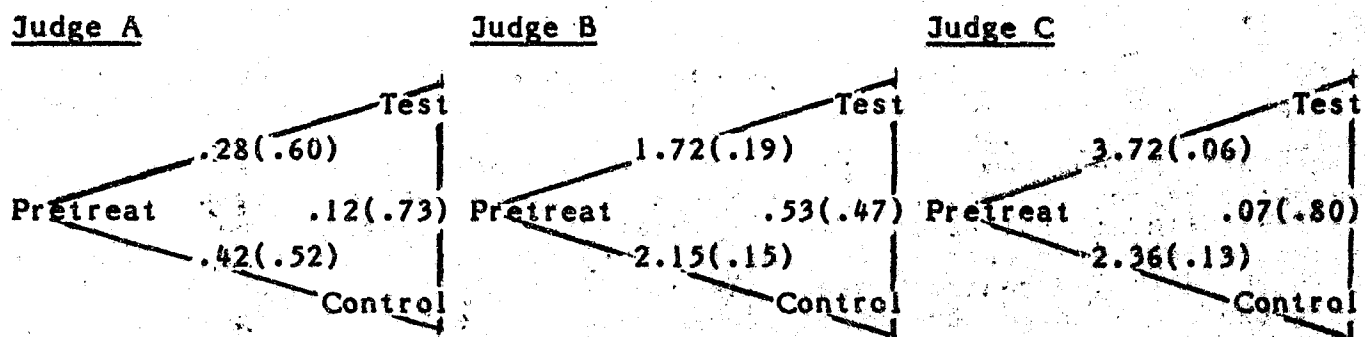 Judge A Judge B Judge C
Test Test Test
.28(.60) 1.72(.19) 3.72(.06)
Pretreat .12(.73) Pretreat .53(.47) Pretreat .07(.80)
.42(.52) 2.15(.15) 2.36(.13)
Control Control Control